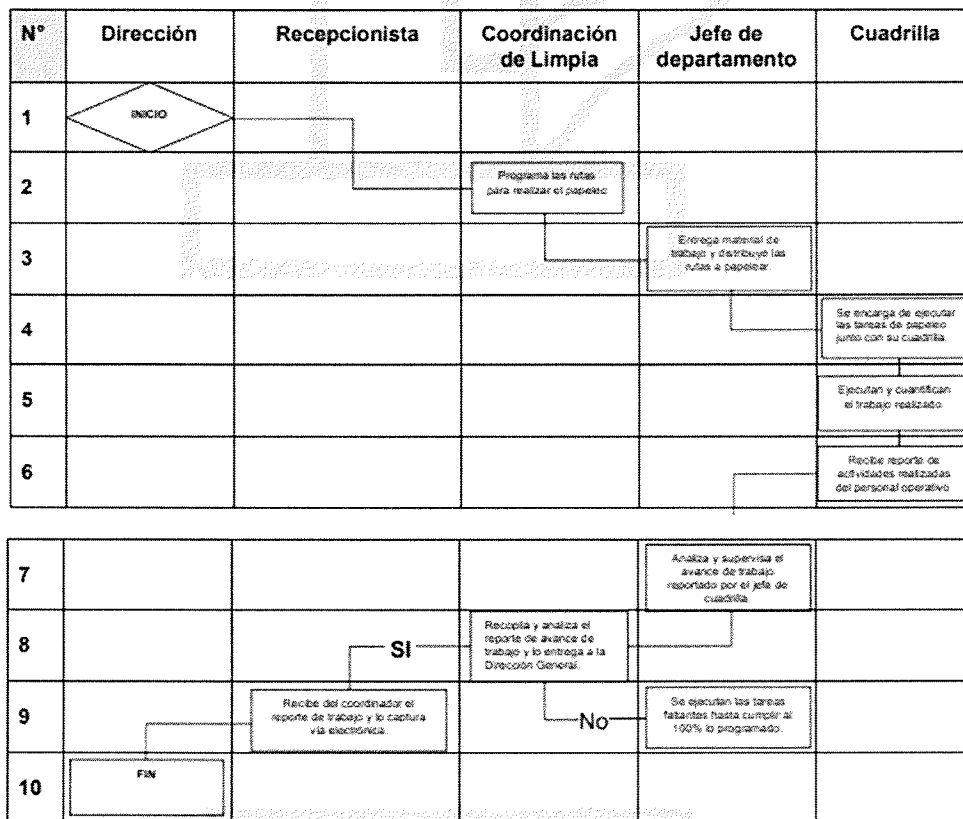 N° Dirección Recepcionista Coordinación de Limpia Jefe de departamento Cuadrilla
1 INICIO
2 Programa las rutas
para realizar el papeleo
3 Entrega material de
trabajo y distribuye las
rutas a papelear.
4 Se encarga de ejecutar
las tareas de papeleo
junto con su cuadrilla.
5 Ejecutan y cuantifican
el trabajo realizado
6 Recibe reporte de
actividades realizadas
del personal operativo
7 Analiza y supervisa el
avance de trabajo
reportado por el jefe de
cuadrilla.
8 SI Recopila y analiza el
reporte de avance de
trabajo y lo entrega a la
Dirección General.
9 Recibe del coordinador el
reporte de trabajo y lo captura
vía electrónica.
No
Se ejecutan las tareas
faltantes hasta cumplir al
100% lo programado.
10 FIN